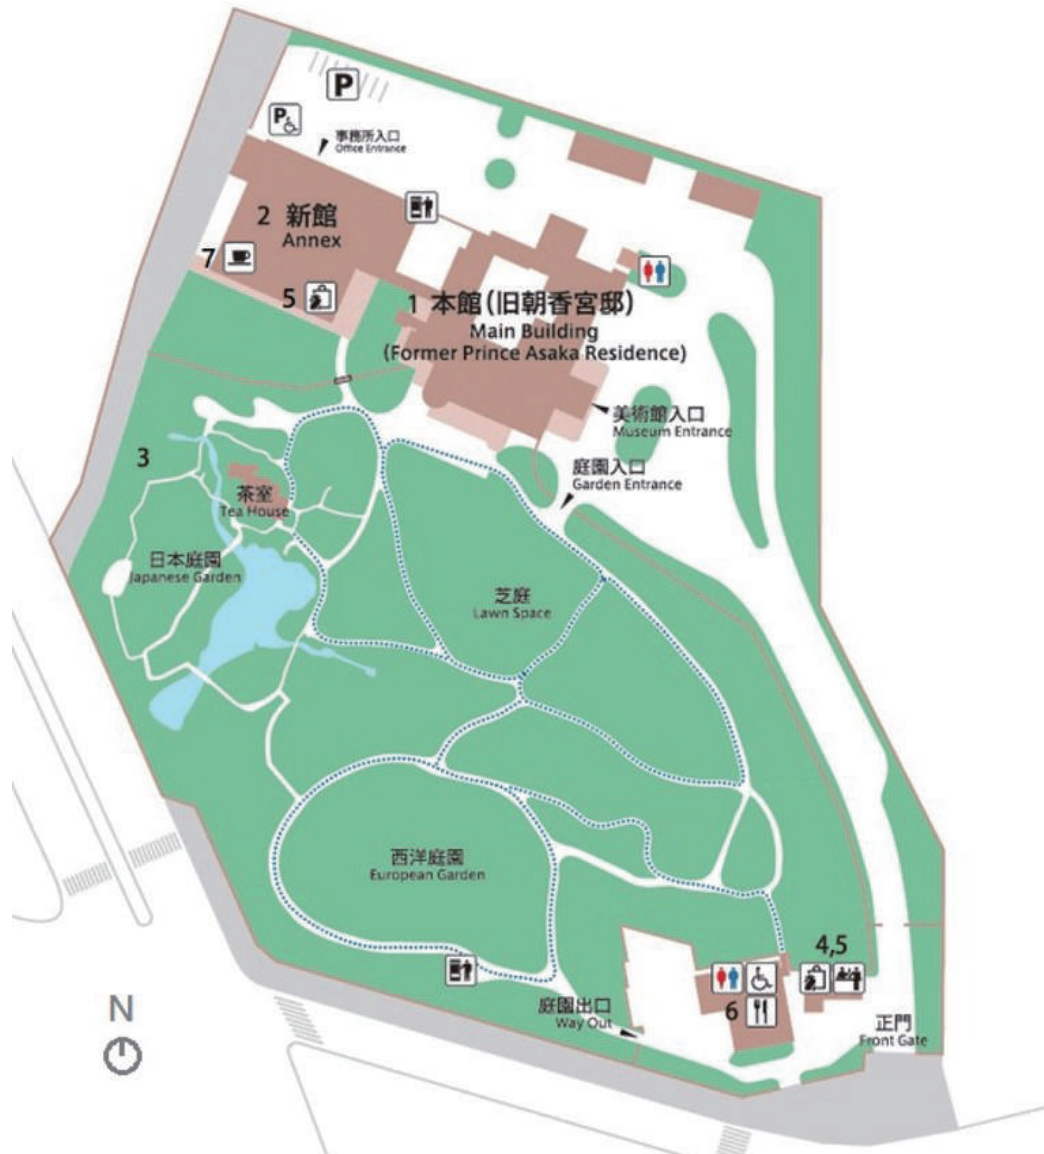 P
P
事務所入口
Office Entrance
2 新館
Annex
7
5
1 本館(旧朝香宮邸)
Main Building
(Former Prince Asaka Residence)
美術館入口
Museum Entrance
庭園入口
Garden Entrance
3
茶室
Tea House
日本庭園
Japanese Garden
芝庭
Lawn Space
西洋庭園
European Garden
4,5
6
庭園出口
Way Out
正門
Front Gate
N